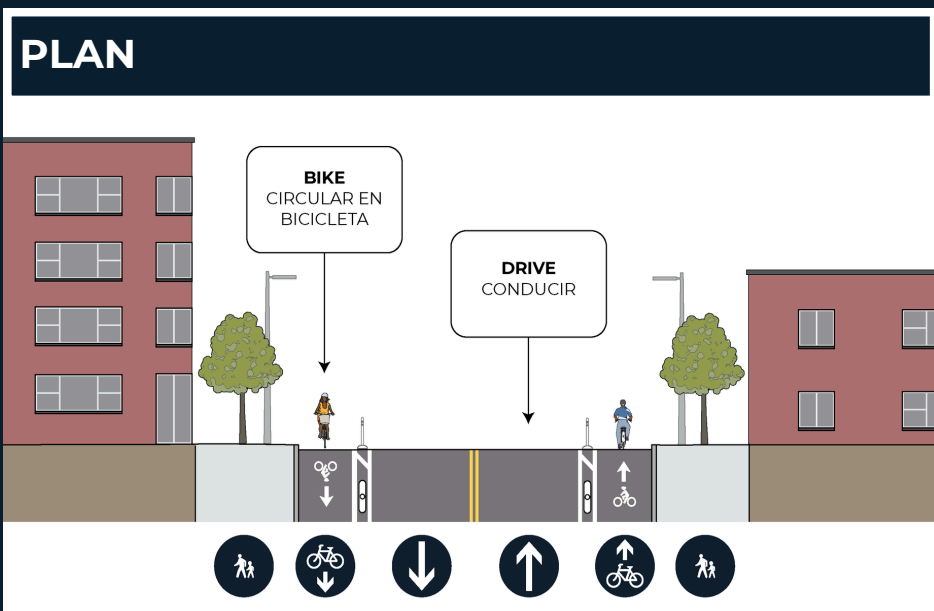 PLAN
BIKE
CIRCULAR EN
BICICLETA
DRIVE
CONDUCIR